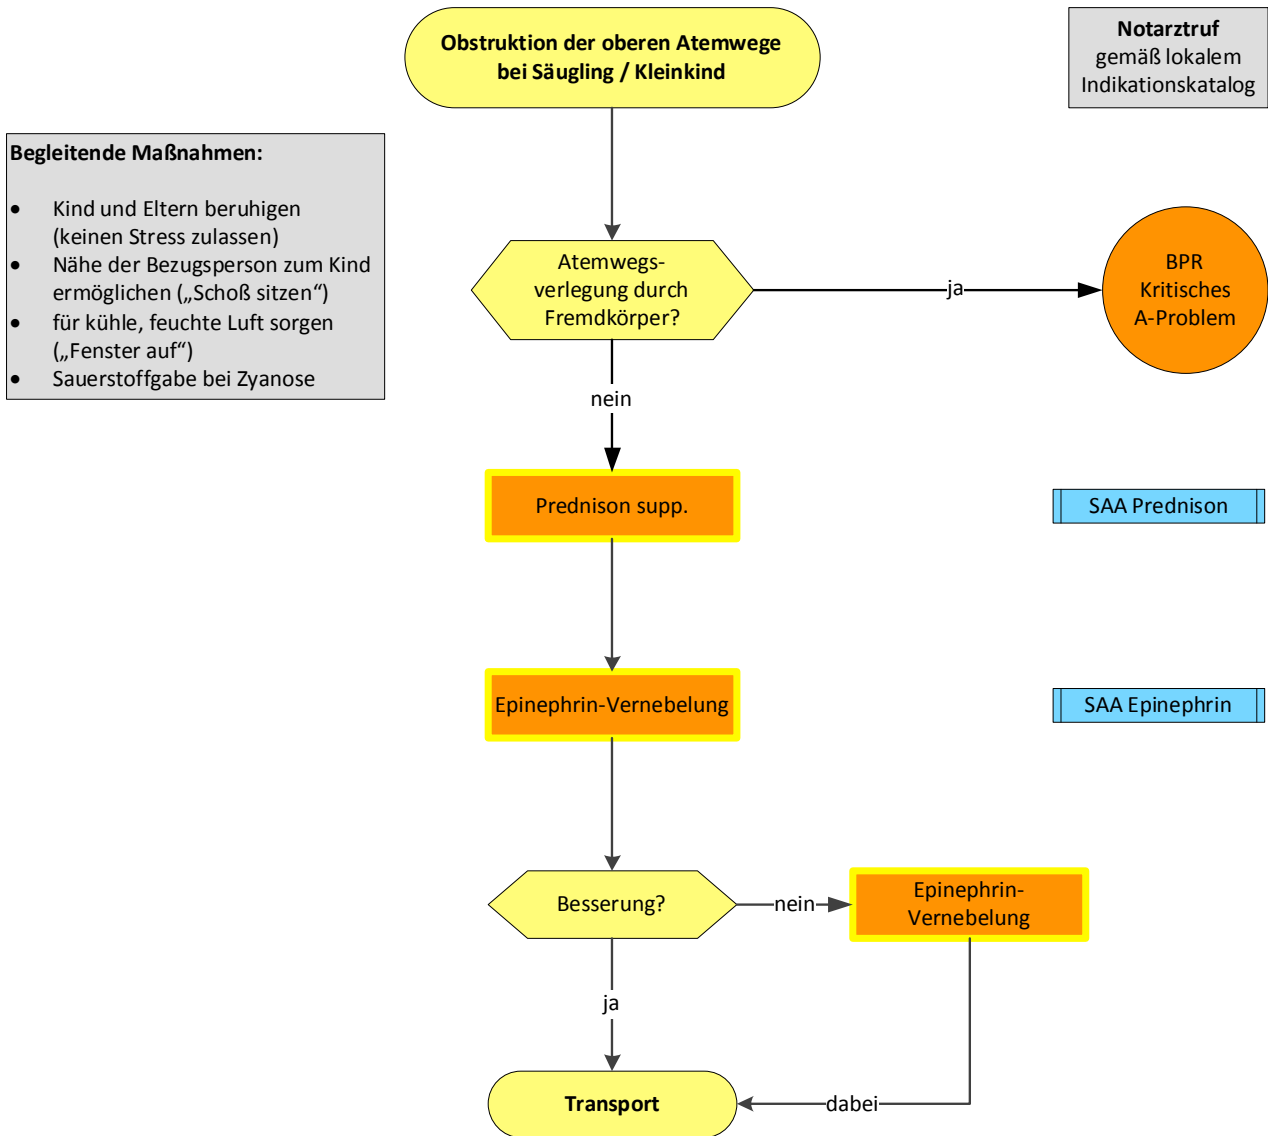 Obstruktion der oberen Atemwege
bei Säugling / Kleinkind
Notarztruf
gemäß lokalem
Indikationskatalog
Begleitende Maßnahmen:
• Kind und Eltern beruhigen
(keinen Stress zulassen)
• Nähe der Bezugsperson zum Kind
ermöglichen („Schoß sitzen“)
• für kühle, feuchte Luft sorgen
(„Fenster auf“)
• Sauerstoffgabe bei Zyanose
Atemwegs-
verlegung durch
Fremdkörper?
ja
BPR
Kritisches
A-Problem
nein
Prednison supp.
SAA Prednison
Epinephrin-Vernebelung
SAA Epinephrin
Besserung?
nein
Epinephrin-
Vernebelung
ja
Transport
dabei